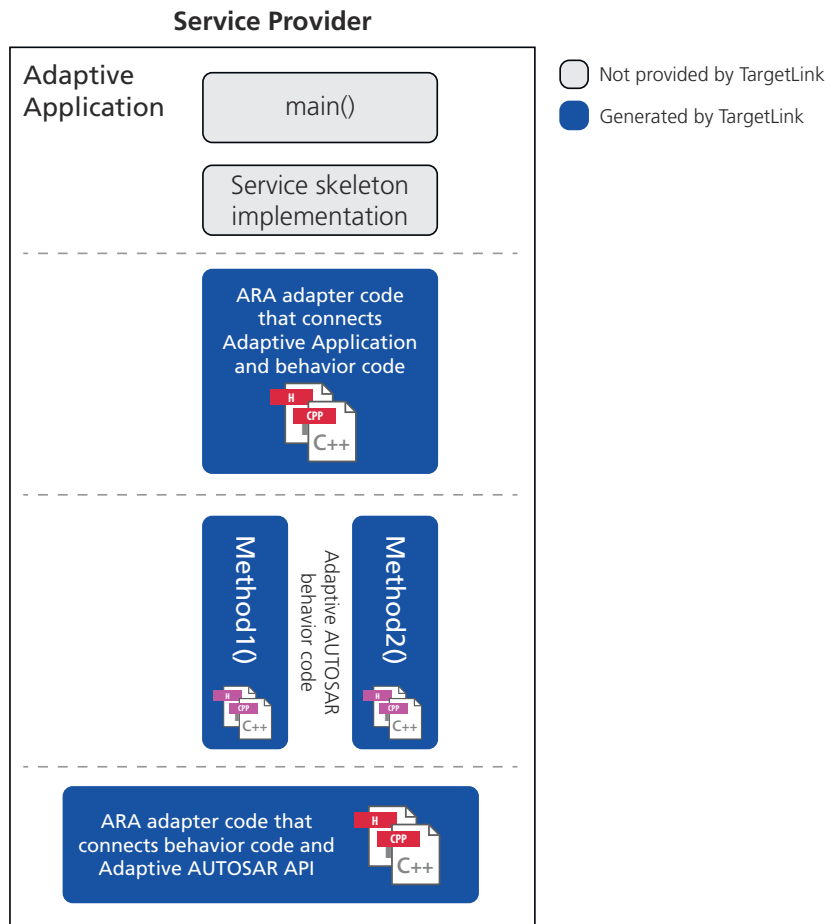 Service Provider
Adaptive
Application
main()
Service skeleton
implementation
Not provided by TargetLink
Generated by TargetLink
ARA adapter code
that connects
Adaptive Application
and behavior code
H
CPP
C++
Method1()
H
CPP
C++
Adaptive AUTOSAR
behavior code
Method2()
H
CPP
C++
ARA adapter code that
connects behavior code and
Adaptive AUTOSAR API
H
CPP
C++